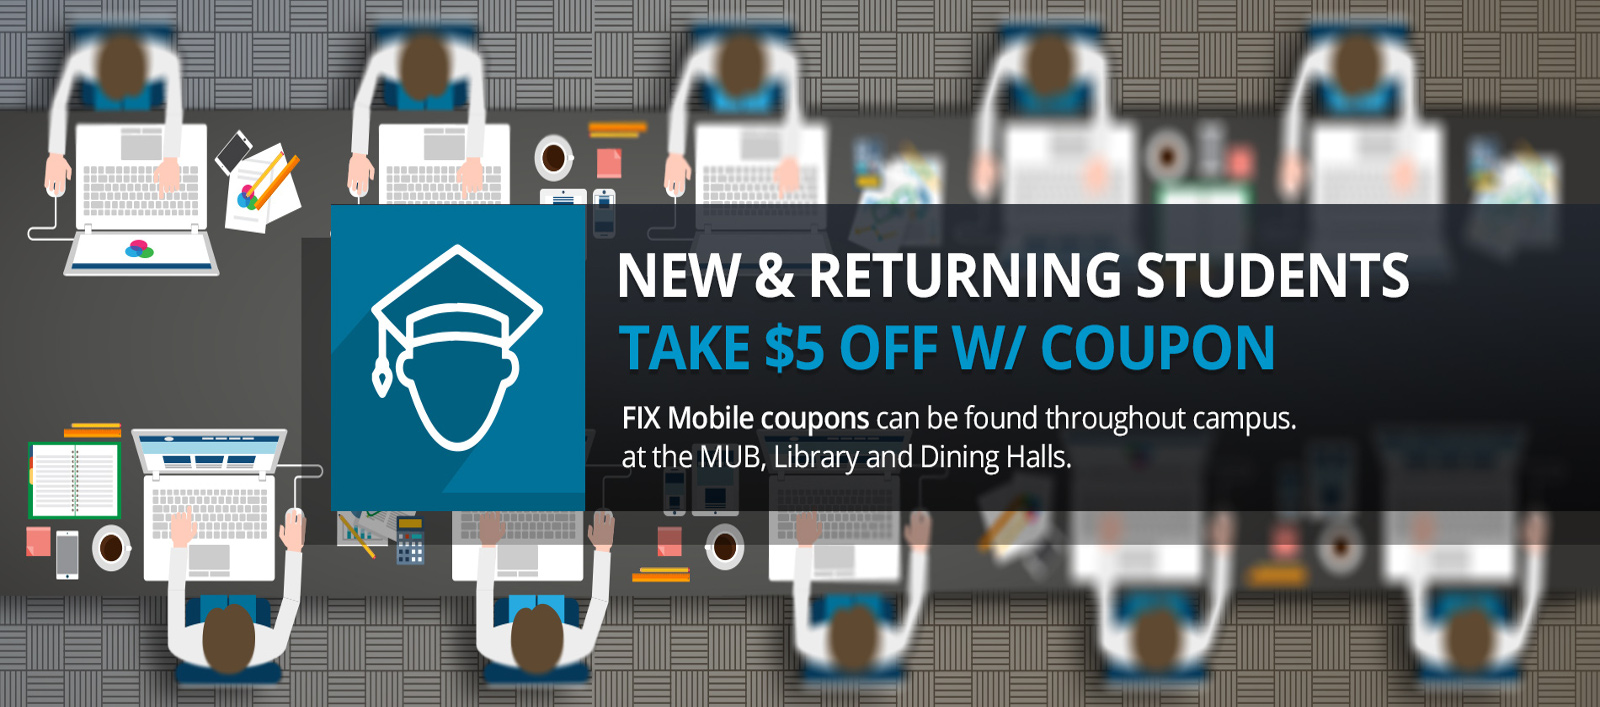 NEW & RETURNING STUDENTS
TAKE $5 OFF W/ COUPON
FIX Mobile coupons can be found throughout campus.
at the MUB, Library and Dining Halls.